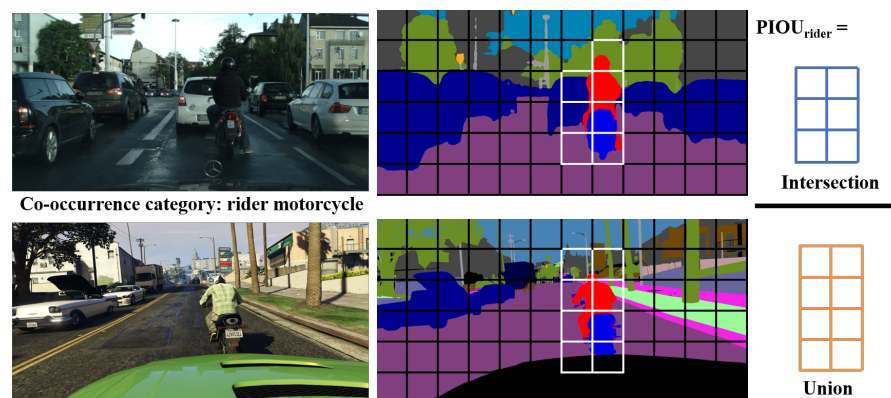 PIOU_rider =
Intersection
Co-occurrence category: rider motorcycle
Union